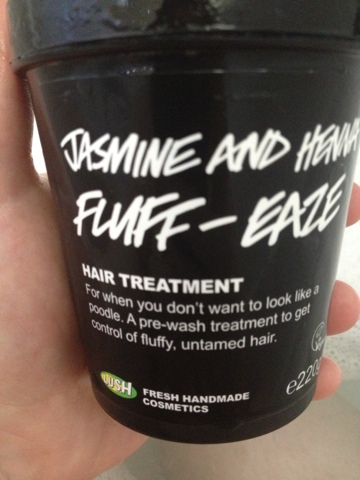 JASMINE AND HENNA
FLUFF-EAZE
HAIR TREATMENT
For when you don't want to look like a
poodle. A pre-wash treatment to get
control of fluffy, untamed hair.
LUSH FRESH HANDMADE
COSMETICS
e220g